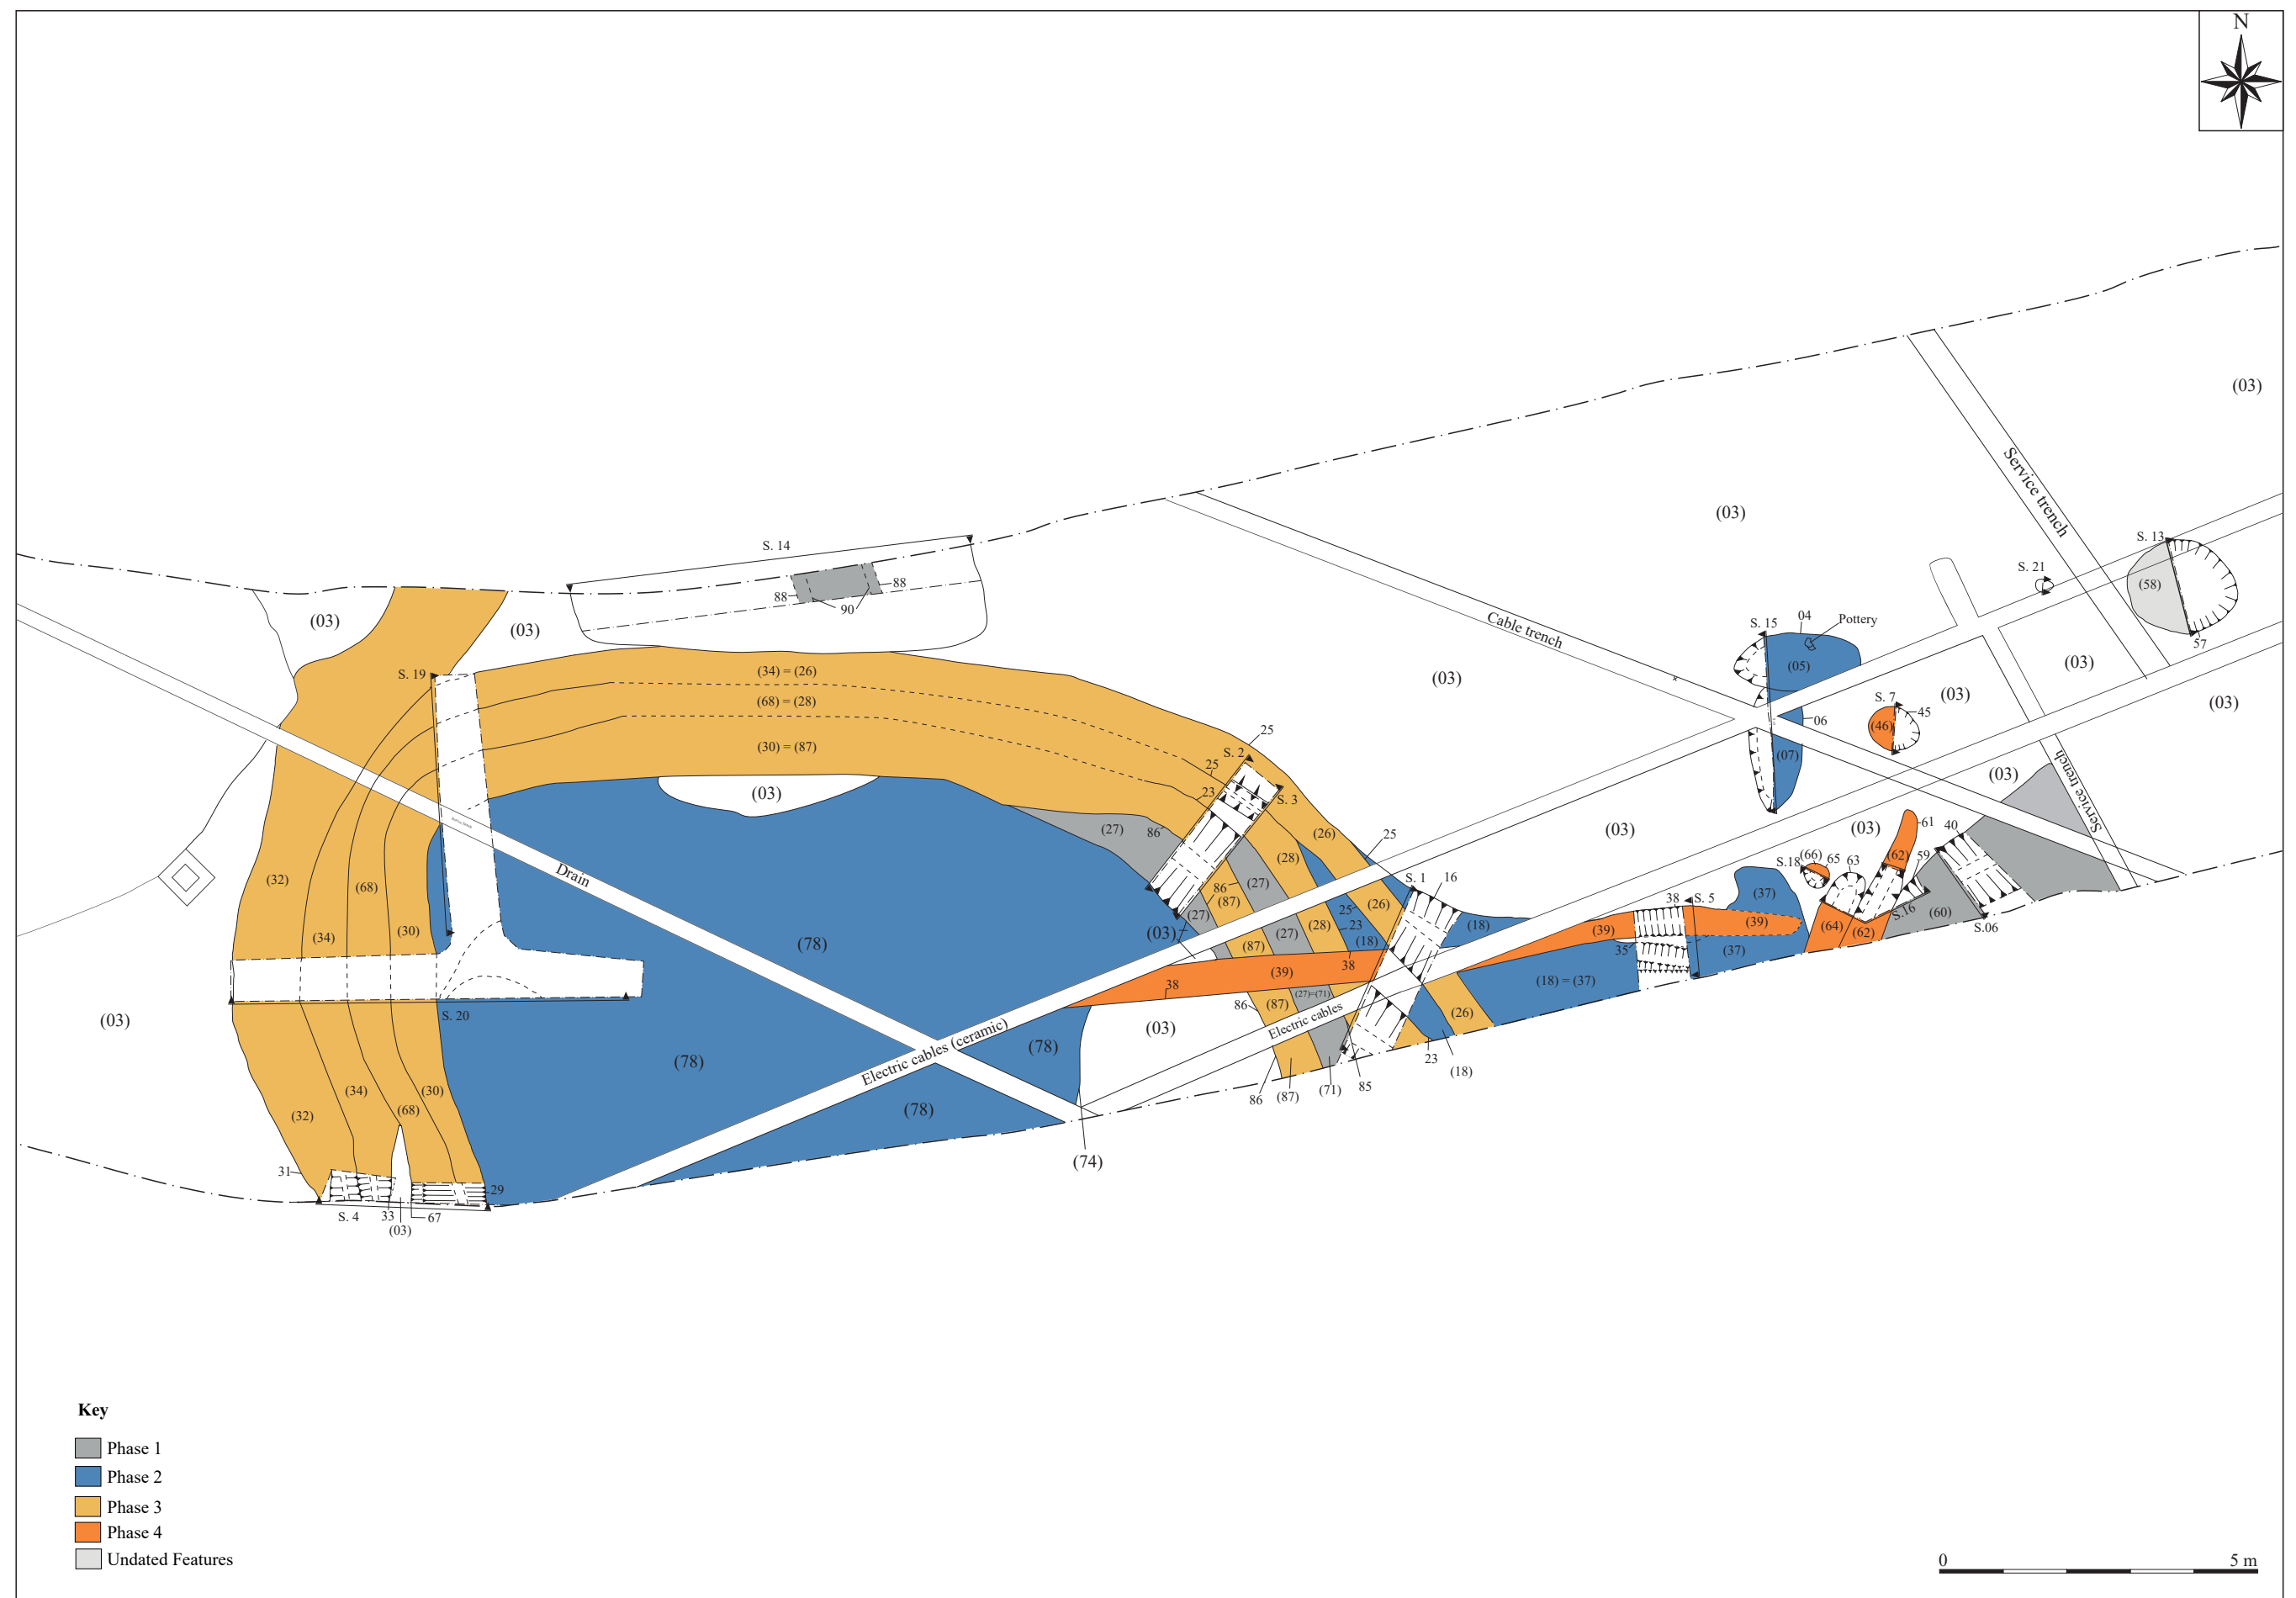 N
(03)
Service trench
(03)
S. 13
S. 14
(58)
S. 21
88
88
90
57
(03)
(03)
Cable trench
S. 15
04
Pottery
(05)
(03)
(34) = (26)
S. 19
(03)
S. 7
(03)
45
(46)
(03)
(68) = (28)
06
25
(30) = (87)
S. 2
(07)
25
Service trench
(03)
23
S. 3
(03)
(27)
86
(26)
25
(03)
(03)
61
40
Drain
(32)
(68)
(28)
(62)
59
S.18
(66)
65
63
86
(27)
(87)
S. 1
16
(37)
38
S. 5
(27)
25
(26)
S.16
(60)
(34)
(30)
(03)
(27)
(28)
23
(18)
(18)
(39)
(39)
(64)
(62)
S.06
(78)
(87)
35
(37)
38
(39)
38
(18) = (37)
(27)=(71)
86
(87)
Electric cables
(26)
S. 20
(03)
(03)
Electric cables (ceramic)
(78)
(78)
23
(18)
(32)
(34)
(68)
(30)
(78)
86
(87)
(71)
85
(74)
31
29
S. 4
33
67
(03)
Key
Phase 1
Phase 2
Phase 3
Phase 4
Undated Features
0
5 m